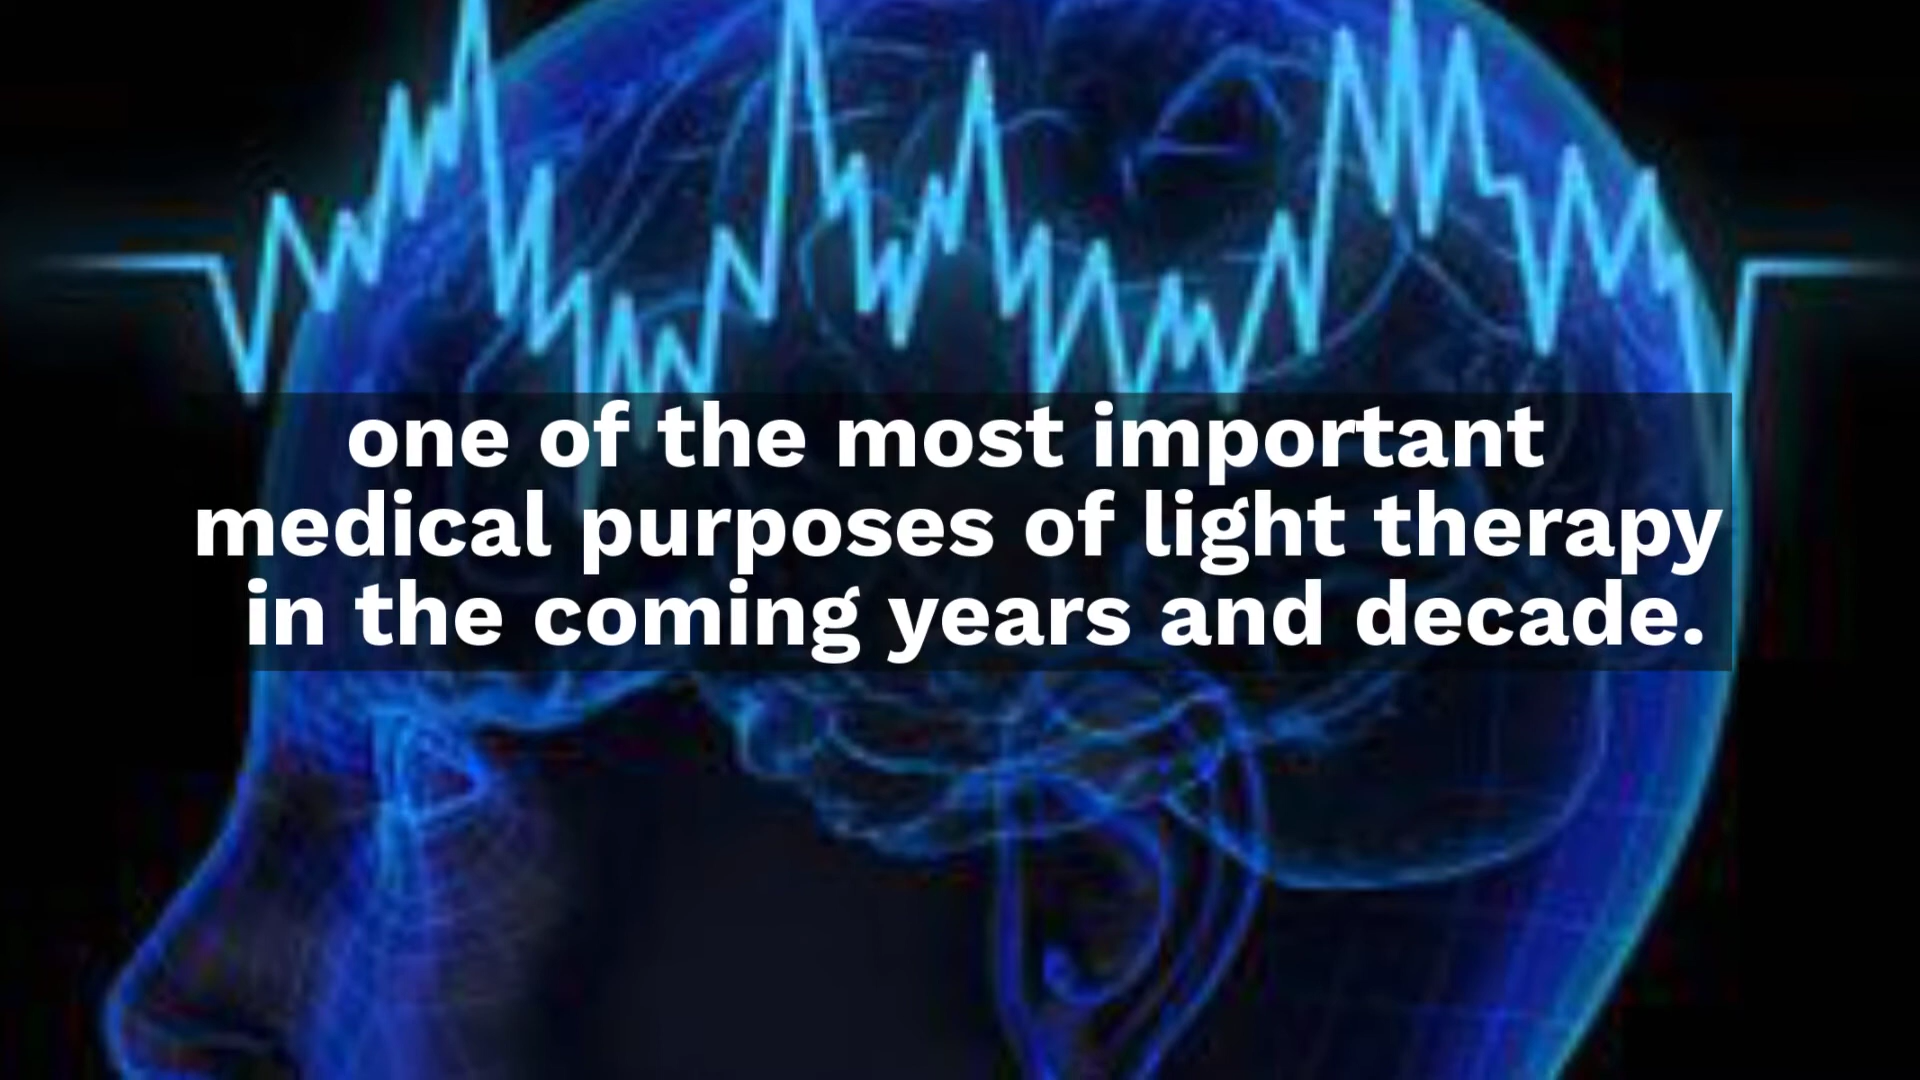 one of the most important
medical purposes of light therapy
in the coming years and decade.